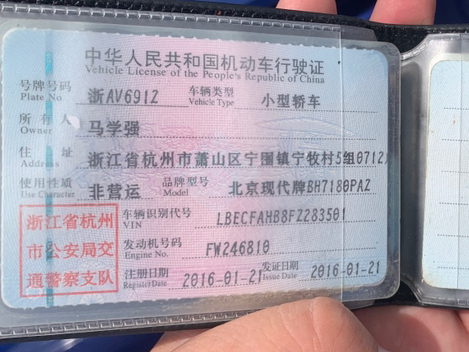 中华人民共和国机动车行驶证
Vehicle License of the People's Republic of China
号牌号码 浙AV691Z 车辆类型 小型轿车
Plate No Vehicle Type
所有人 马学强
Owner
住址 浙江省杭州市萧山区宁围镇宁牧村5组0712
Address
使用性质 非营运 品牌型号 北京现代牌BH7180PAZ
Use Character Model
浙江省杭州 车辆识别代号 LBECFAHB8FZ283501
VIN
市公安局交 发动机号码 FW246810
Engine No.
通警察支队 注册日期 2016-01-21 发证日期 2016-01-21
Register Date Issue Date